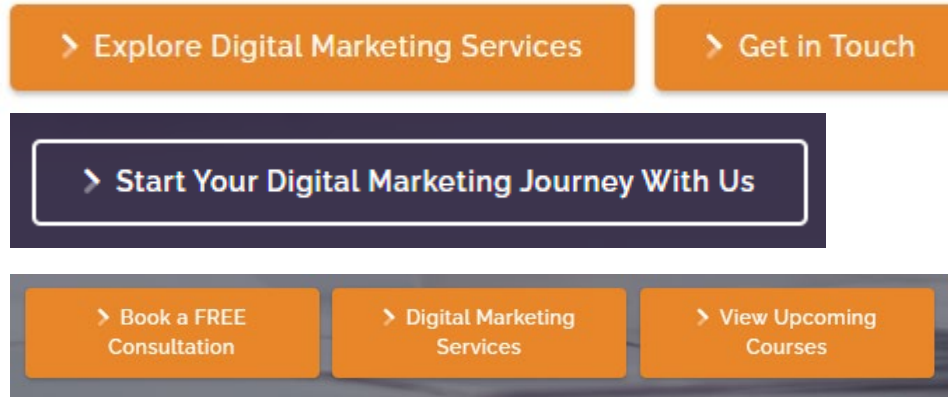 Explore Digital Marketing Services
Get in Touch
Start Your Digital Marketing Journey With Us
Book a FREE
Consultation
Digital Marketing
Services
View Upcoming
Courses